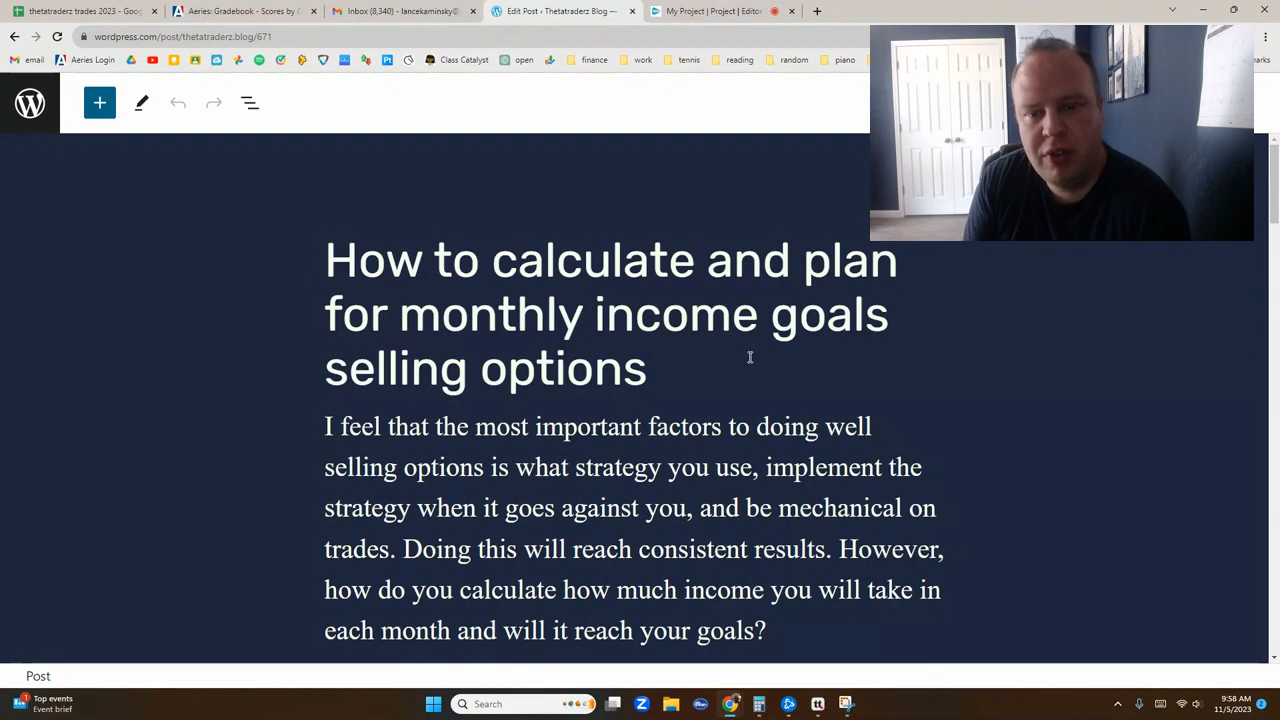 thetatraderz trades 2023 - Goog
Aeries: Gradebook - Scores by C
Inbox (8,340) - lancekaminsky@
Edit Post ‹ Thetatraderz Blog —
My Project | Project | Editor
wordpress.com/post/thetatraderz.blog/671
email
Aeries Login
Class Catalyst
open
finance
work
tennis
reading
random
piano
How to calculate and plan
for monthly income goals
selling options
I feel that the most important factors to doing well
selling options is what strategy you use, implement the
strategy when it goes against you, and be mechanical on
trades. Doing this will reach consistent results. However,
how do you calculate how much income you will take in
each month and will it reach your goals?
Post
Top events
Event brief
Search
9:58 AM
11/5/2023